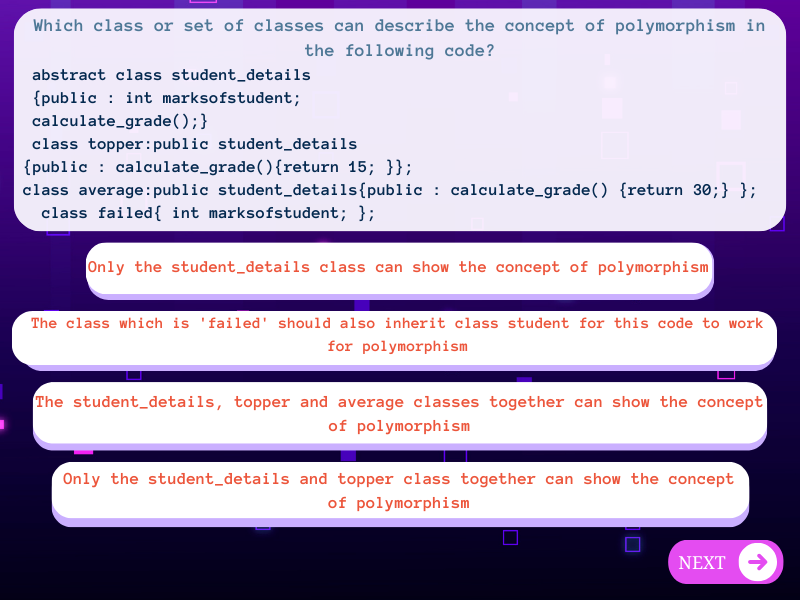 Which class or set of classes can describe the concept of polymorphism in
the following code?
abstract class student_details
{public : int marksofstudent;
calculate_grade();}
class topper:public student_details
{public : calculate_grade(){return 15; }};
class average:public student_details{public : calculate_grade() {return 30;} };
class failed{ int marksofstudent; };
Only the student_details class can show the concept of polymorphism
The class which is 'failed' should also inherit class student for this code to work
for polymorphism
The student_details, topper and average classes together can show the concept
of polymorphism
Only the student_details and topper class together can show the concept
of polymorphism
NEXT